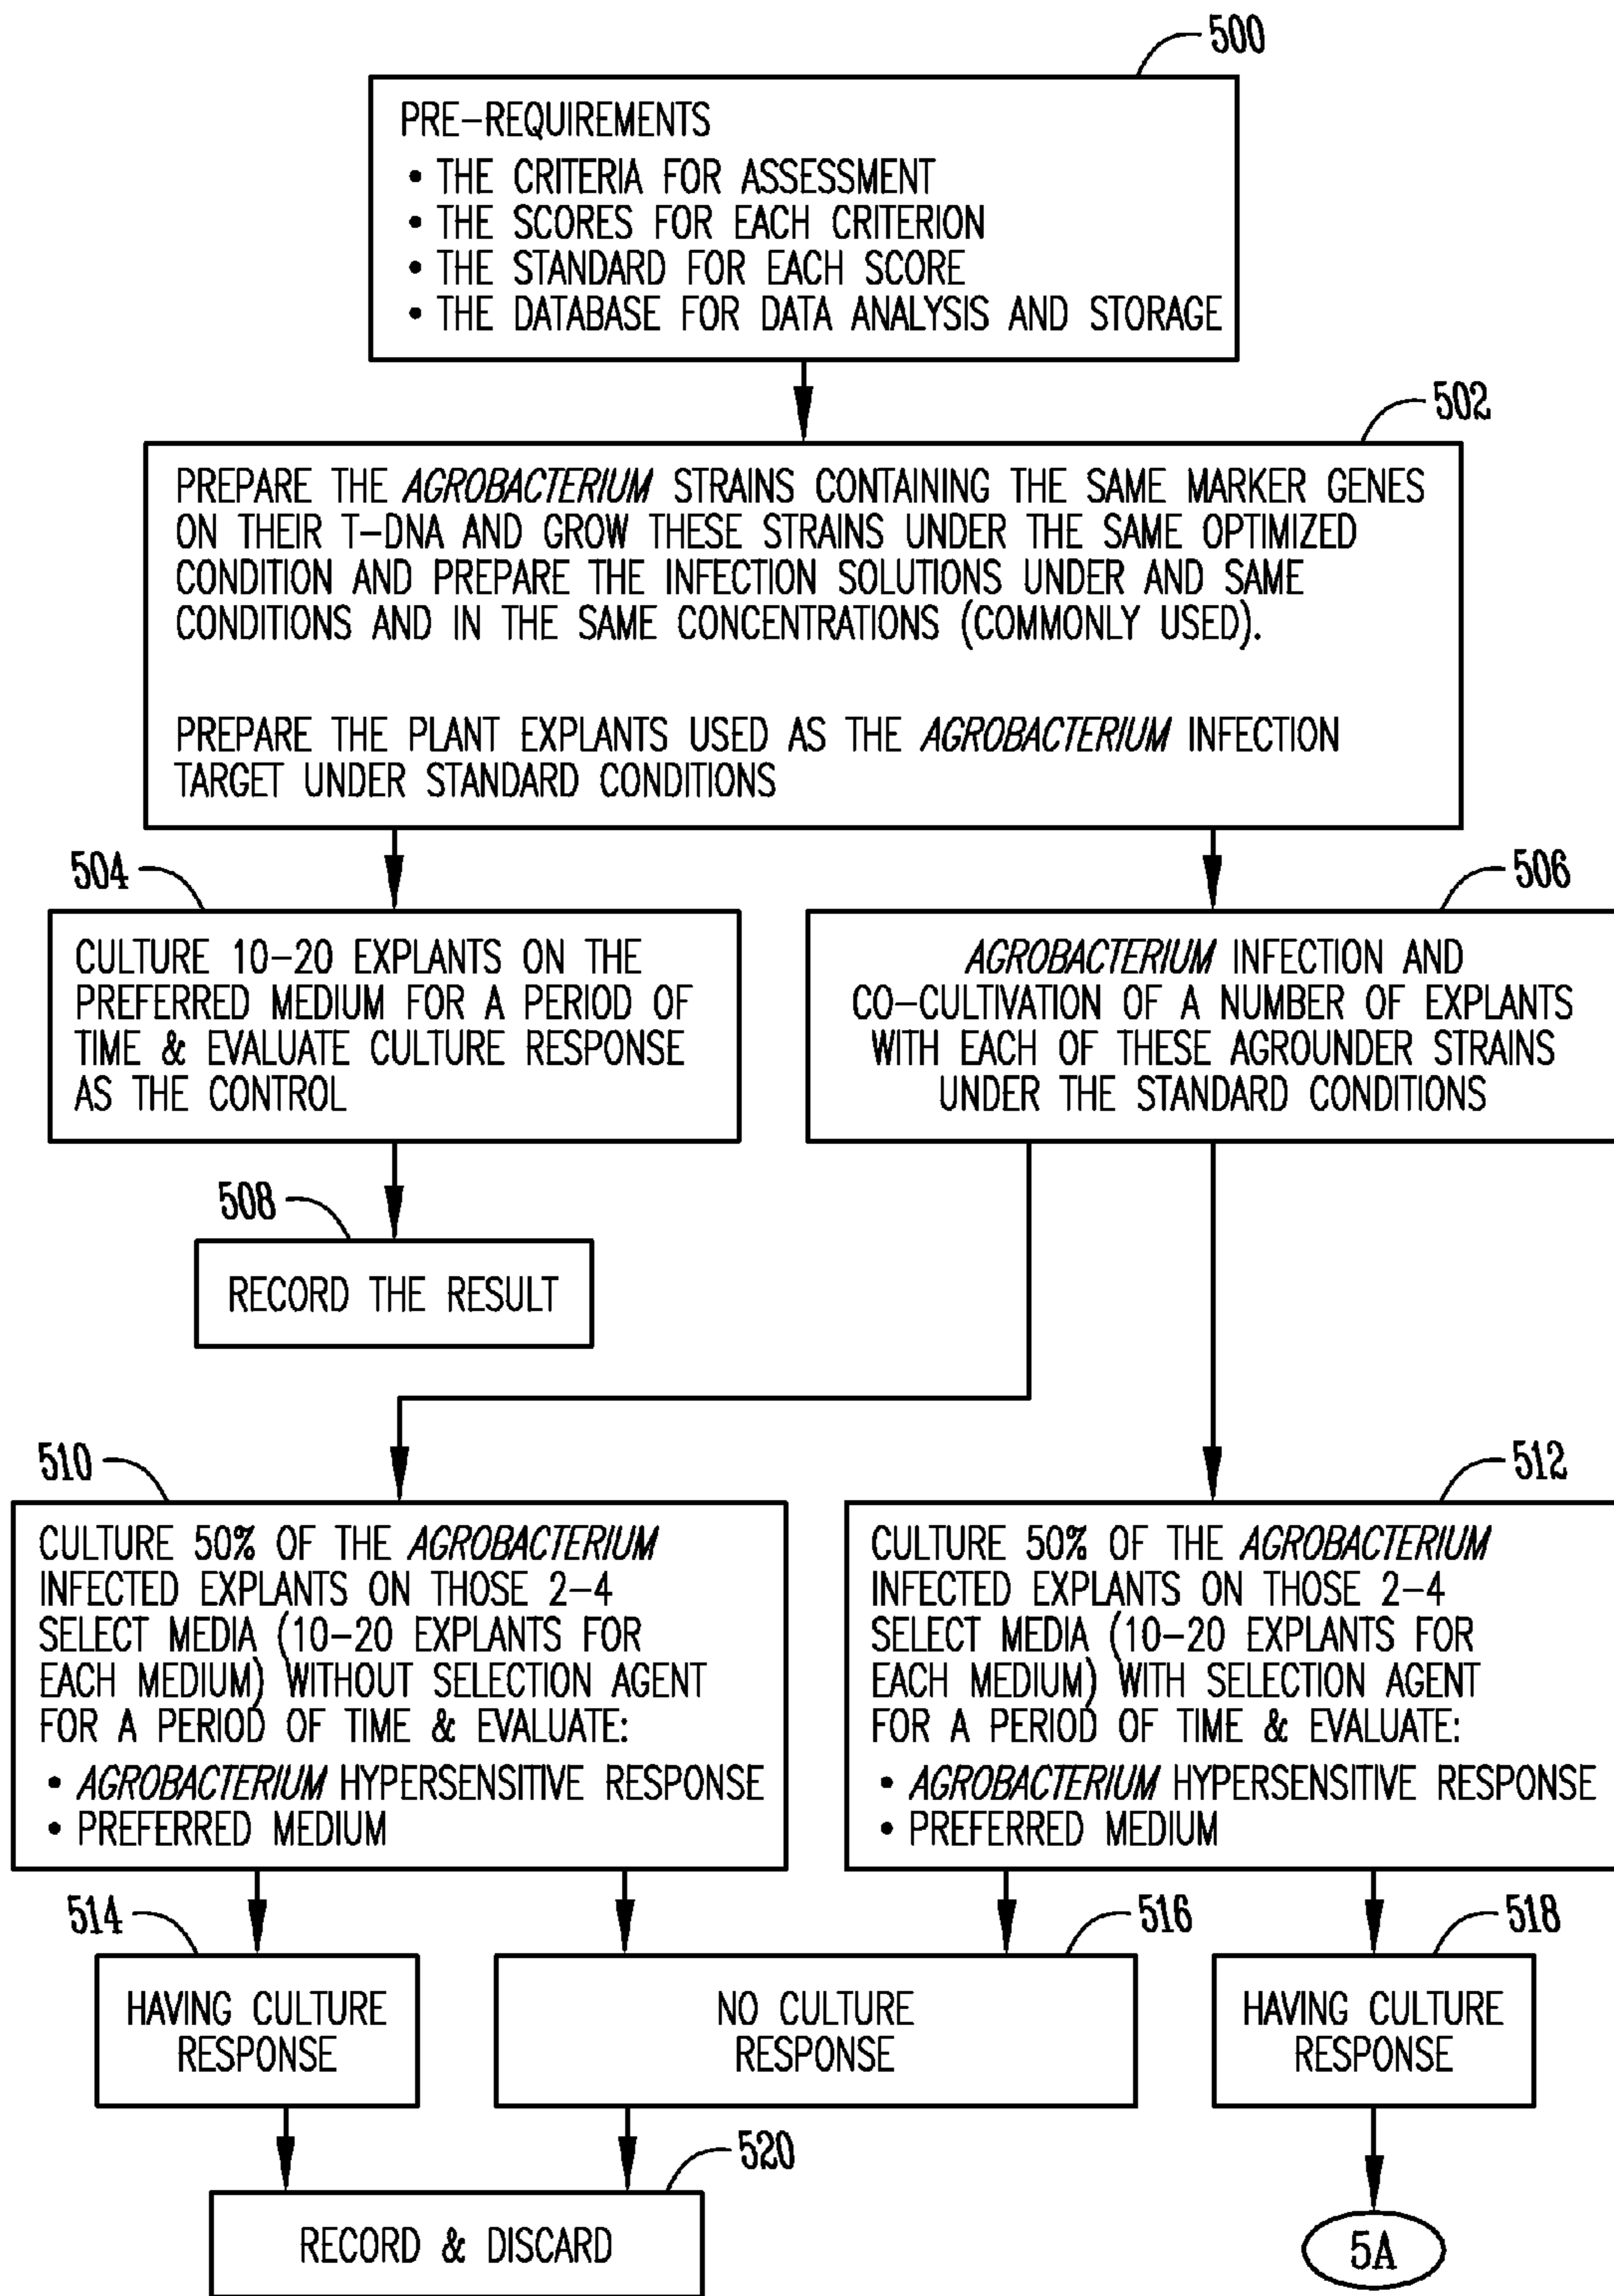 500
PRE-REQUIREMENTS
• THE CRITERIA FOR ASSESSMENT
• THE SCORES FOR EACH CRITERION
• THE STANDARD FOR EACH SCORE
• THE DATABASE FOR DATA ANALYSIS AND STORAGE
502
PREPARE THE AGROBACTERIUM STRAINS CONTAINING THE SAME MARKER GENES
ON THEIR T-DNA AND GROW THESE STRAINS UNDER THE SAME OPTIMIZED
CONDITION AND PREPARE THE INFECTION SOLUTIONS UNDER AND SAME
CONDITIONS AND IN THE SAME CONCENTRATIONS (COMMONLY USED).
PREPARE THE PLANT EXPLANTS USED AS THE AGROBACTERIUM INFECTION
TARGET UNDER STANDARD CONDITIONS
504
CULTURE 10-20 EXPLANTS ON THE
PREFERRED MEDIUM FOR A PERIOD OF
TIME & EVALUATE CULTURE RESPONSE
AS THE CONTROL
506
AGROBACTERIUM INFECTION AND
CO-CULTIVATION OF A NUMBER OF EXPLANTS
WITH EACH OF THESE AGROUNDER STRAINS
UNDER THE STANDARD CONDITIONS
508
RECORD THE RESULT
510
CULTURE 50% OF THE AGROBACTERIUM
INFECTED EXPLANTS ON THOSE 2-4
SELECT MEDIA (10-20 EXPLANTS FOR
EACH MEDIUM) WITHOUT SELECTION AGENT
FOR A PERIOD OF TIME & EVALUATE:
• AGROBACTERIUM HYPERSENSITIVE RESPONSE
• PREFERRED MEDIUM
512
CULTURE 50% OF THE AGROBACTERIUM
INFECTED EXPLANTS ON THOSE 2-4
SELECT MEDIA (10-20 EXPLANTS FOR
EACH MEDIUM) WITH SELECTION AGENT
FOR A PERIOD OF TIME & EVALUATE:
• AGROBACTERIUM HYPERSENSITIVE RESPONSE
• PREFERRED MEDIUM
514
HAVING CULTURE
RESPONSE
516
NO CULTURE
RESPONSE
518
HAVING CULTURE
RESPONSE
520
RECORD & DISCARD
5A